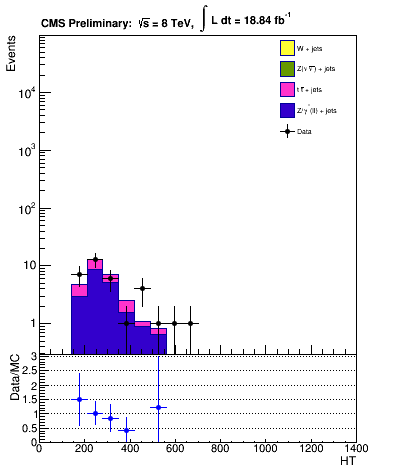 CMS Preliminary: √s = 8 TeV, ∫ L dt = 18.84 fb⁻¹
Events
W + jets
Z(ν ν̄) + jets
t t̄ + jets
Z/γ*(ll) + jets
Data
10⁴
10³
10²
10
1
Data/MC
3
2.5
2
1.5
1
0.5
0
0 200 400 600 800 1000 1200 1400
HT